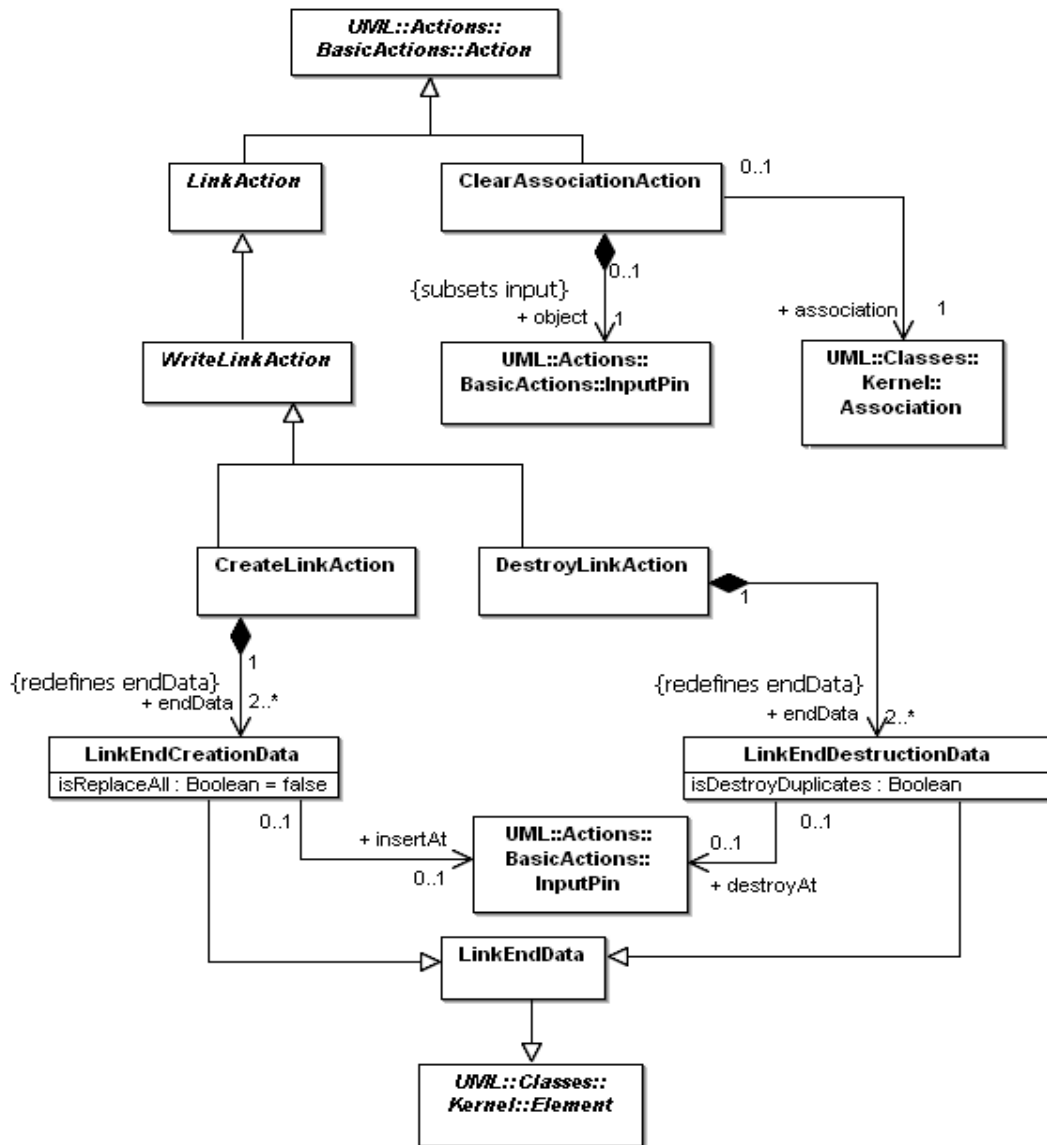 UML::Actions::
BasicActions::Action
LinkAction
ClearAssociationAction
0..1
0..1
{subsets input}
+ object
1
+ association
1
WriteLinkAction
UML::Actions::
BasicActions::InputPin
UML::Classes::
Kernel::
Association
CreateLinkAction
DestroyLinkAction
1
1
{redefines endData}
+ endData
2..*
{redefines endData}
+ endData
2..*
LinkEndCreationData
isReplaceAll : Boolean = false
LinkEndDestructionData
isDestroyDuplicates : Boolean
0..1
+ insertAt
0..1
UML::Actions::
BasicActions::
InputPin
0..1
0..1
+ destroyAt
LinkEndData
UML::Classes::
Kernel::Element